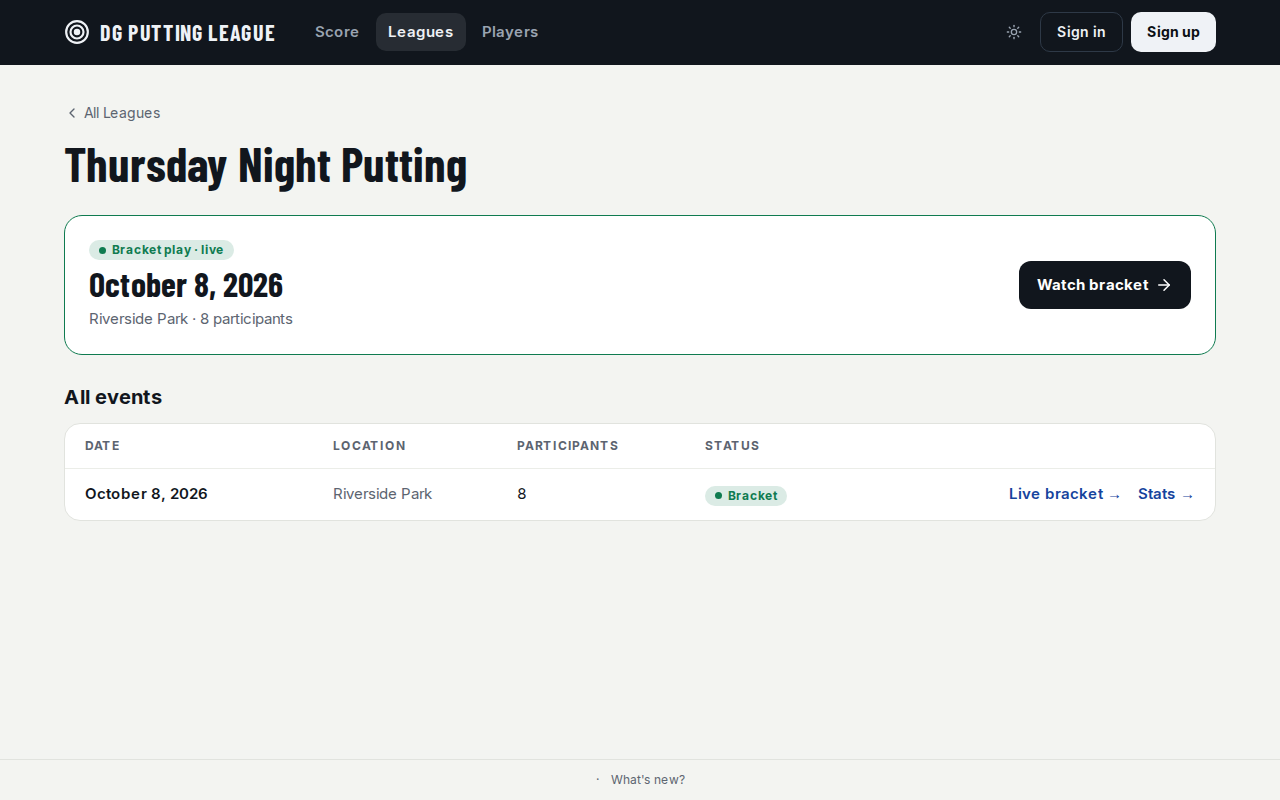 DG PUTTING LEAGUE Score Leagues Players Sign in Sign up
All Leagues
Thursday Night Putting
Bracket play · live
October 8, 2026
Riverside Park · 8 participants
Watch bracket →
All events
DATE LOCATION PARTICIPANTS STATUS
October 8, 2026 Riverside Park 8 Bracket Live bracket → Stats →
· What's new?